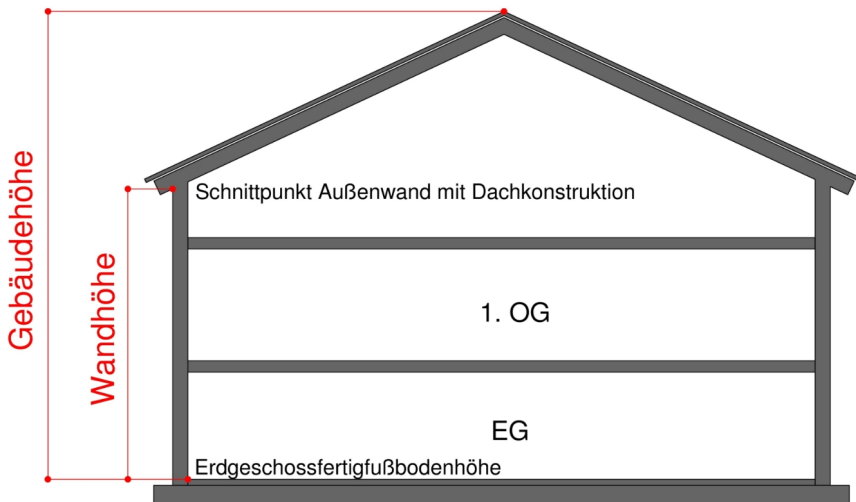 Gebäudehöhe
Wandhöhe
Schnittpunkt Außenwand mit Dachkonstruktion
1. OG
EG
Erdgeschossfertigfußbodenhöhe